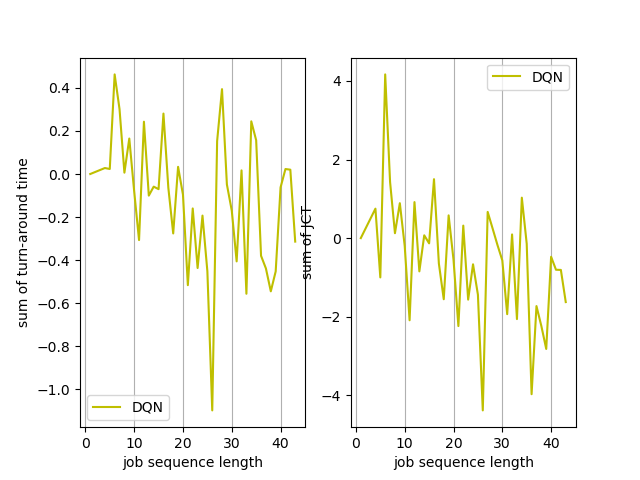 sum of turn-around time
0.4
0.2
0.0
−0.2
−0.4
−0.6
−0.8
−1.0
DQN
0 10 20 30 40
job sequence length
sum of JCT
4
2
0
−2
−4
DQN
0 10 20 30 40
job sequence length